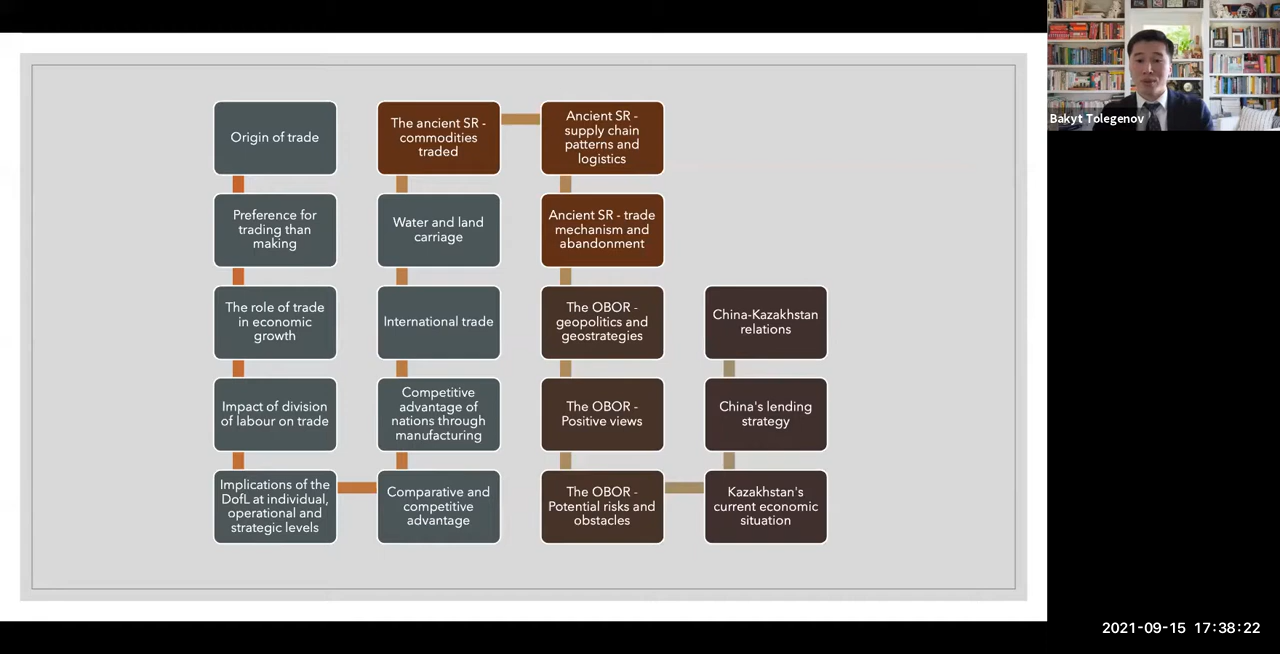 Origin of trade
Preference for
trading than
making
The role of trade
in economic
growth
Impact of division
of labour on trade
Implications of the
DofL at individual,
operational and
strategic levels
Comparative and
competitive
advantage
Competitive
advantage of
nations through
manufacturing
International trade
Water and land
carriage
The ancient SR -
commodities
traded
Ancient SR -
supply chain
patterns and
logistics
Ancient SR - trade
mechanism and
abandonment
The OBOR -
geopolitics and
geostrategies
The OBOR -
Positive views
The OBOR -
Potential risks and
obstacles
Kazakhstan's
current economic
situation
China's lending
strategy
China-Kazakhstan
relations
Bakyt Tolegenov
2021-09-15 17:38:22